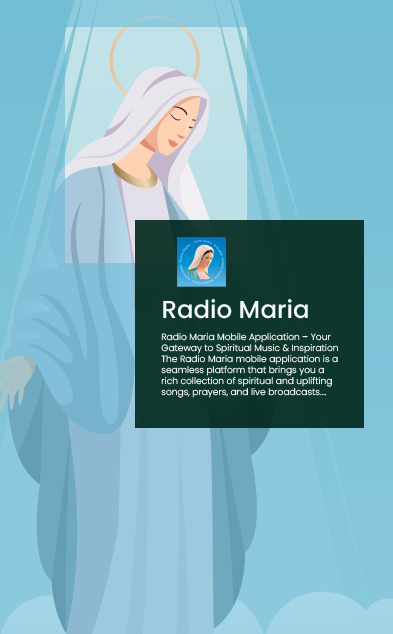 Radio Maria
Radio Maria Mobile Application – Your
Gateway to Spiritual Music & Inspiration
The Radio Maria mobile application is a
seamless platform that brings you a
rich collection of spiritual and uplifting
songs, prayers, and live broadcasts...